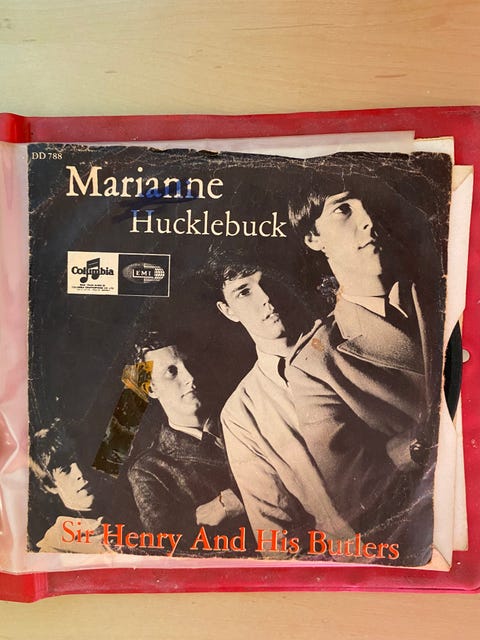 DD 788
Marianne
Hucklebuck
Columbia
EMI
Sir Henry And His Butlers